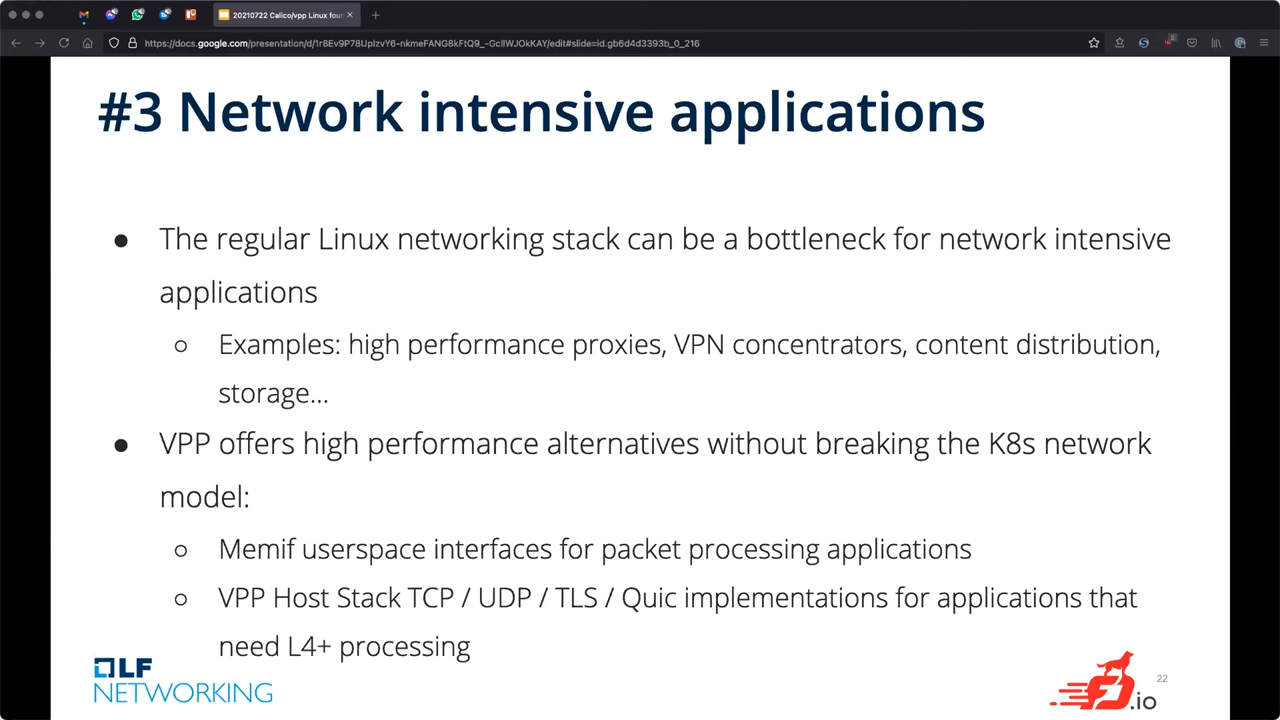 20210722 Calico/vpp Linux foun
https://docs.google.com/presentation/d/1r8Ev9P78UplzvY6-nkmeFANG8kFtQ9_-GcIlWJOkKAY/edit#slide=id.gb6d4d3393b_0_216
#3 Network intensive applications
● The regular Linux networking stack can be a bottleneck for network intensive
applications
○ Examples: high performance proxies, VPN concentrators, content distribution,
storage...
● VPP offers high performance alternatives without breaking the K8s network
model:
○ Memif userspace interfaces for packet processing applications
○ VPP Host Stack TCP / UDP / TLS / Quic implementations for applications that
need L4+ processing
LF
NETWORKING
FD.io
22